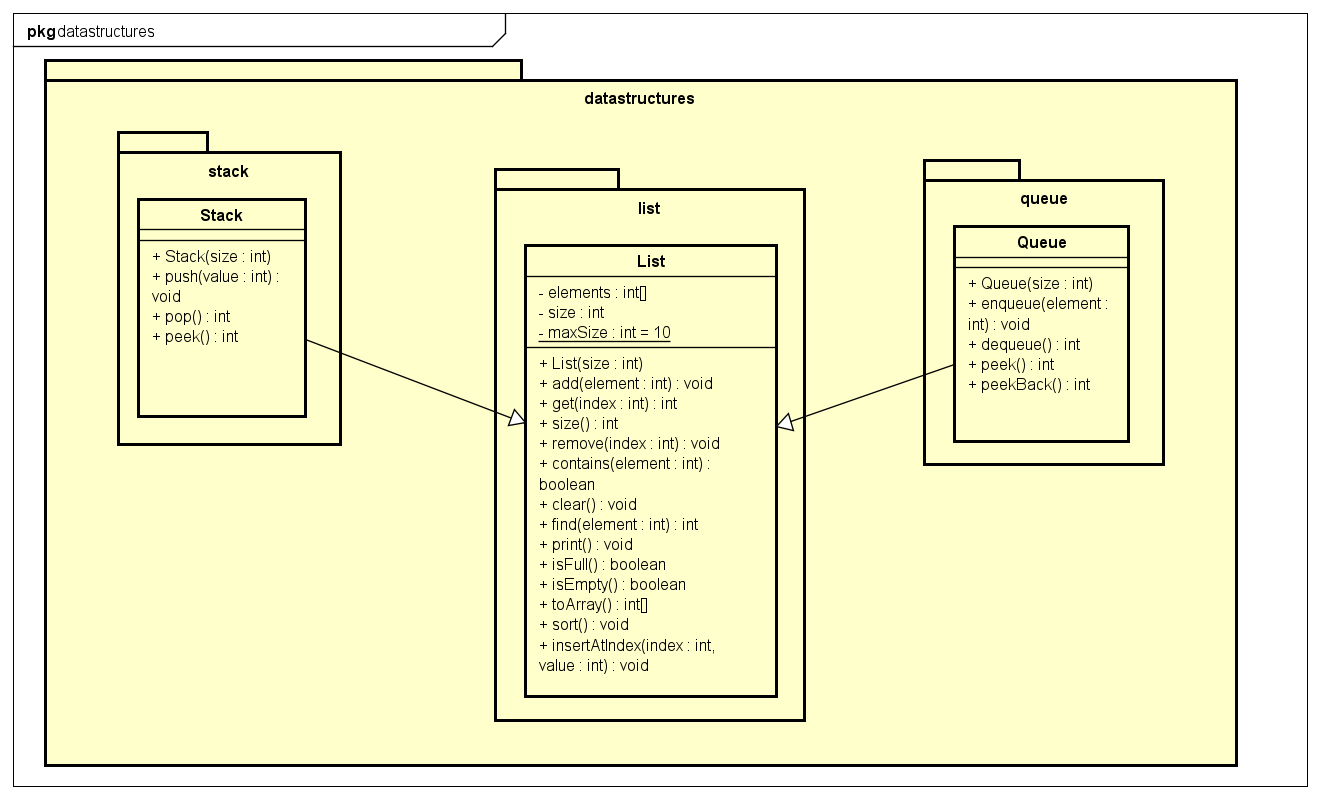 pkg datastructures
datastructures
stack
Stack
+ Stack(size : int)
+ push(value : int) :
void
+ pop() : int
+ peek() : int
list
List
- elements : int[]
- size : int
- maxSize : int = 10
+ List(size : int)
+ add(element : int) : void
+ get(index : int) : int
+ size() : int
+ remove(index : int) : void
+ contains(element : int) :
boolean
+ clear() : void
+ find(element : int) : int
+ print() : void
+ isFull() : boolean
+ isEmpty() : boolean
+ toArray() : int[]
+ sort() : void
+ insertAtIndex(index : int,
value : int) : void
queue
Queue
+ Queue(size : int)
+ enqueue(element :
int) : void
+ dequeue() : int
+ peek() : int
+ peekBack() : int